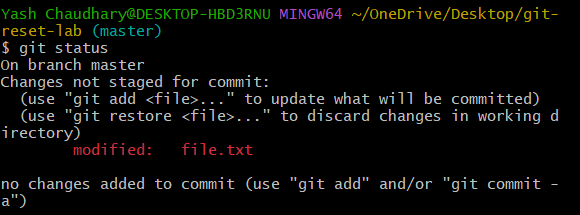 Yash Chaudhary@DESKTOP-HBD3RNU MINGW64 ~/OneDrive/Desktop/git-
reset-lab (master)
$ git status
On branch master
Changes not staged for commit:
  (use "git add <file>..." to update what will be committed)
  (use "git restore <file>..." to discard changes in working d
irectory)
        modified:   file.txt

no changes added to commit (use "git add" and/or "git commit -
a")